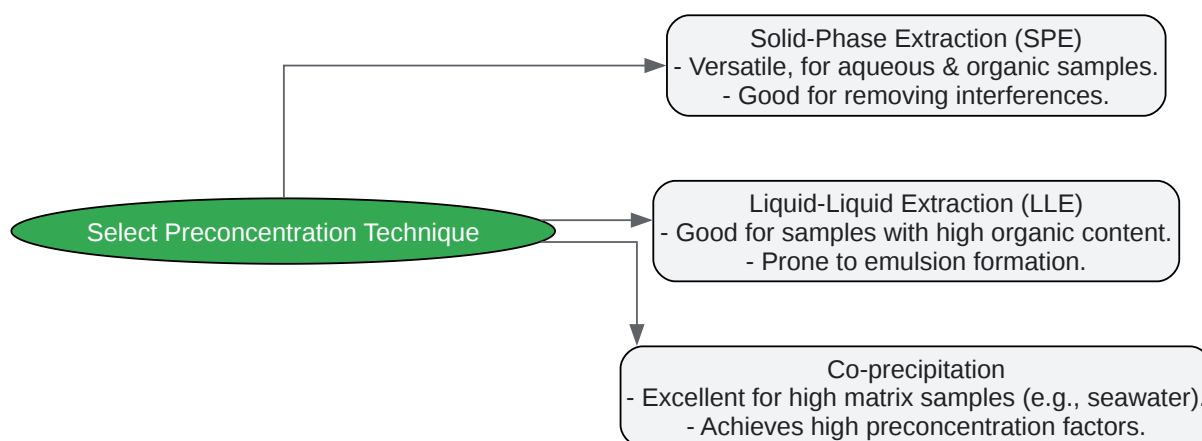 Solid-Phase Extraction (SPE)
- Versatile, for aqueous & organic samples.
- Good for removing interferences.
Select Preconcentration Technique
Liquid-Liquid Extraction (LLE)
- Good for samples with high organic content.
- Prone to emulsion formation.
Co-precipitation
- Excellent for high matrix samples (e.g., seawater).
- Achieves high preconcentration factors.